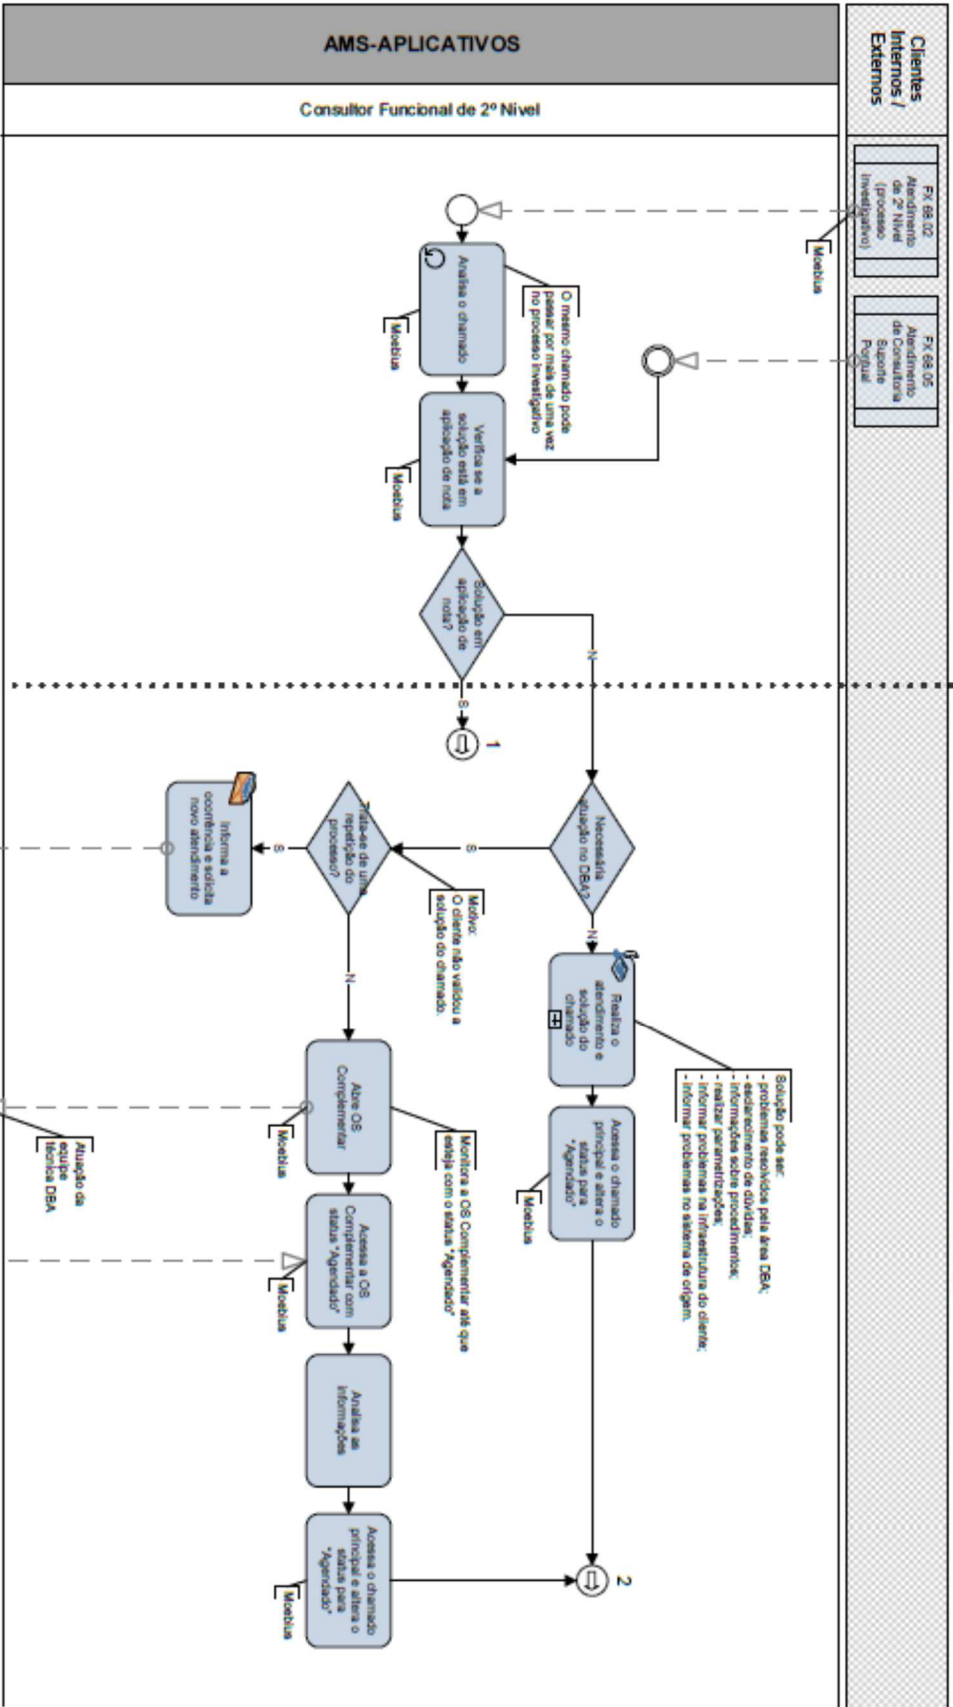 AMS-APLICATIVOS
Consultor Funcional de 2º Nivel
Clientes
Internos /
Externos
FX 68.02
Atendimento
de 2º Nivel
(processo
investigativo)
Moebius
FX 68.05
Atendimento
de Consultoria
Suporte
Pontual
O mesmo chamado pode
passar por mais de uma vez
no processo investigativo
Analisa o chamado
Moebius
Verifica se a
solução está em
aplicação de nota
Moebius
Solução em
aplicação de
nota?
N
S
1
Necessária
atuação no DBA?
S
N
Motivo:
O cliente não validou a
solução do chamado.
Trata-se de uma
repetição do
processo?
S
N
Informa a
ocorrência e solicita
novo atendimento
Realiza o
atendimento e
solução do
chamado
Solução pode ser:
- problemas resolvidos pela área DBA;
- esclarecimento de dúvidas;
- informações sobre procedimentos;
- realizar parametrizações;
- informar problemas na infraestrutura do cliente;
- informar problemas no sistema de origem.
Acessa o chamado
principal e altera o
status para
"Agendado"
Moebius
Abre OS
Complementar
Moebius
Monitora a OS Complementar até que
esteja com o status "Agendado"
Atuação da
equipe
técnica DBA
Acessa a OS
Complementar com
status "Agendado"
Moebius
Analisa as
informações
Acessa o chamado
principal e altera o
status para
"Agendado"
Moebius
2